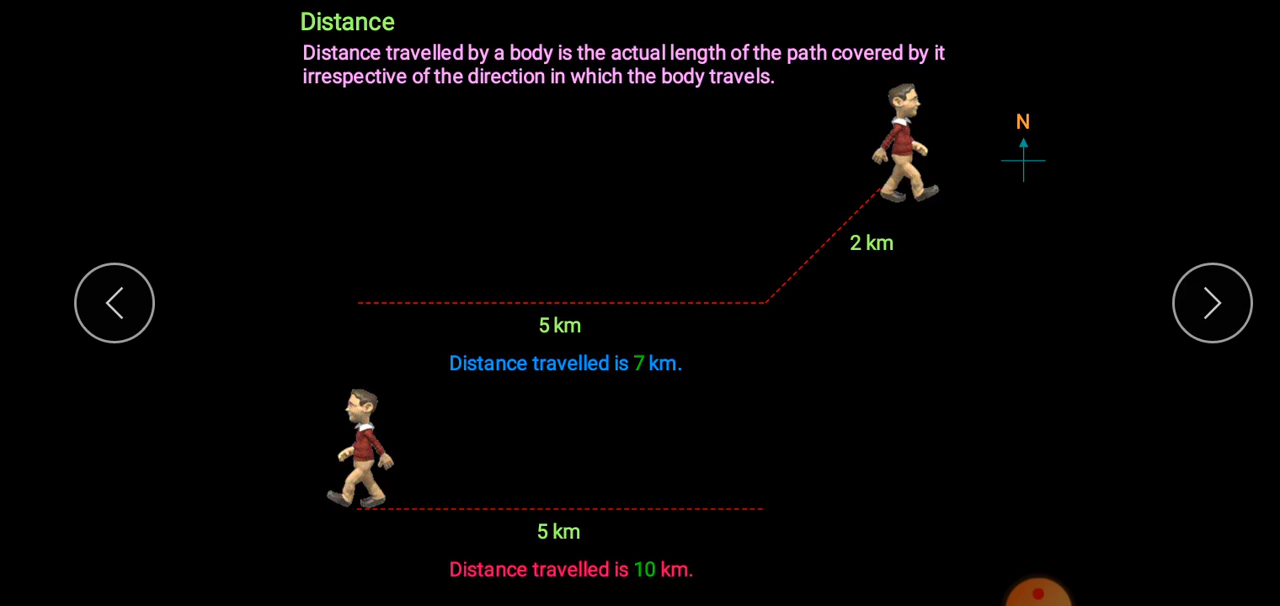 Distance
Distance travelled by a body is the actual length of the path covered by it
irrespective of the direction in which the body travels.
N
2 km
5 km
Distance travelled is 7 km.
5 km
Distance travelled is 10 km.